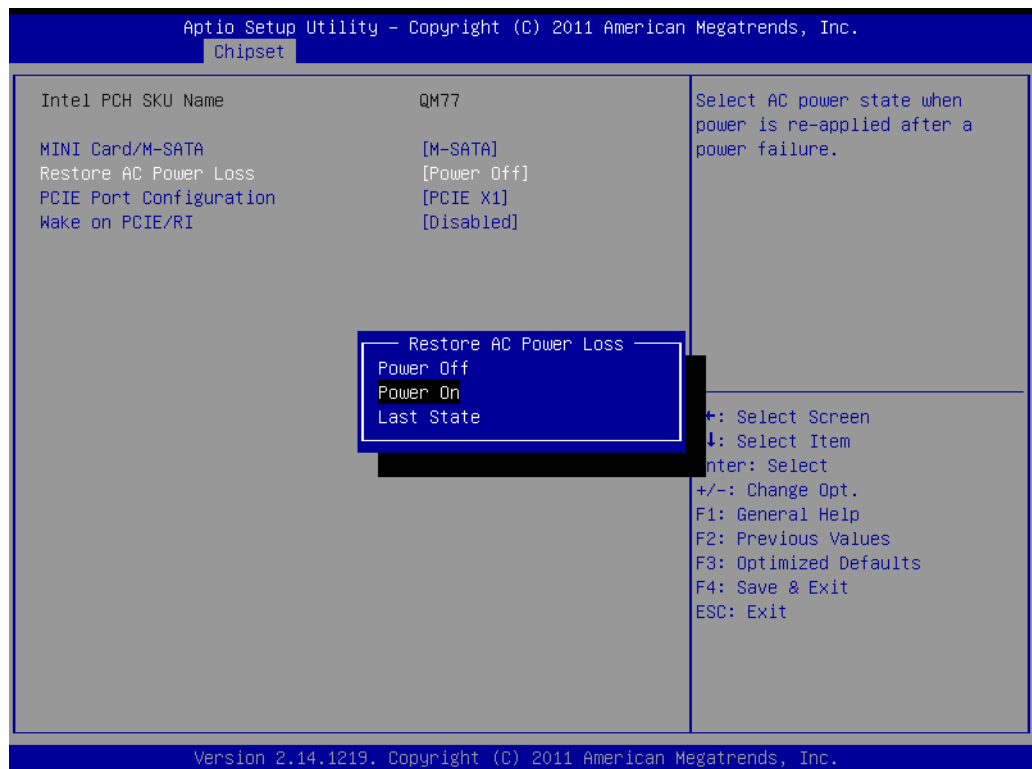 Aptio Setup Utility – Copyright (C) 2011 American Megatrends, Inc.
Chipset
Intel PCH SKU Name QM77
MINI Card/M-SATA [M-SATA]
Restore AC Power Loss [Power Off]
PCIE Port Configuration [PCIE X1]
Wake on PCIE/RI [Disabled]
Select AC power state when
power is re-applied after a
power failure.
Restore AC Power Loss
Power Off
Power On
Last State
: Select Screen
: Select Item
nter: Select
+/-: Change Opt.
F1: General Help
F2: Previous Values
F3: Optimized Defaults
F4: Save & Exit
ESC: Exit
Version 2.14.1219. Copyright (C) 2011 American Megatrends, Inc.